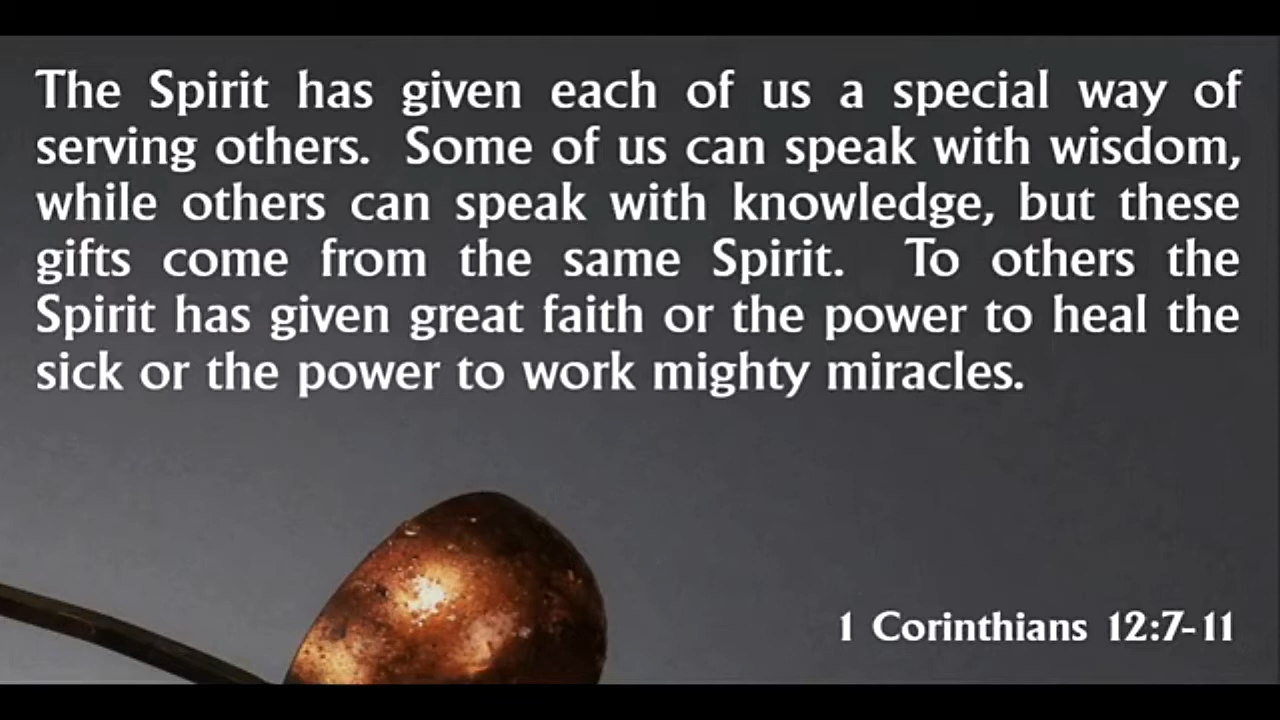 The Spirit has given each of us a special way of
serving others. Some of us can speak with wisdom,
while others can speak with knowledge, but these
gifts come from the same Spirit. To others the
Spirit has given great faith or the power to heal the
sick or the power to work mighty miracles.
1 Corinthians 12:7-11